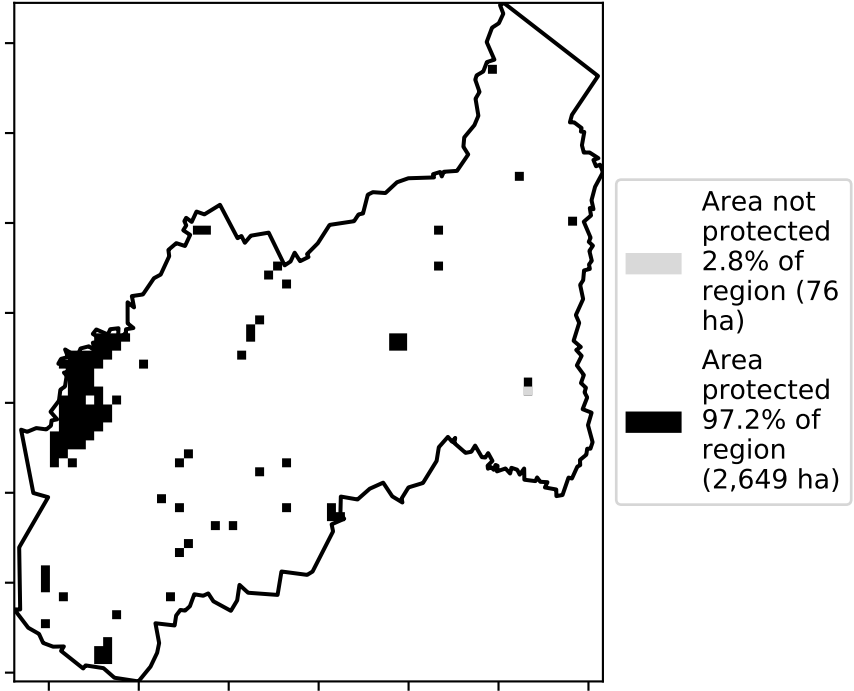 Area not
protected
2.8% of
region (76
ha)
Area
protected
97.2% of
region
(2,649 ha)